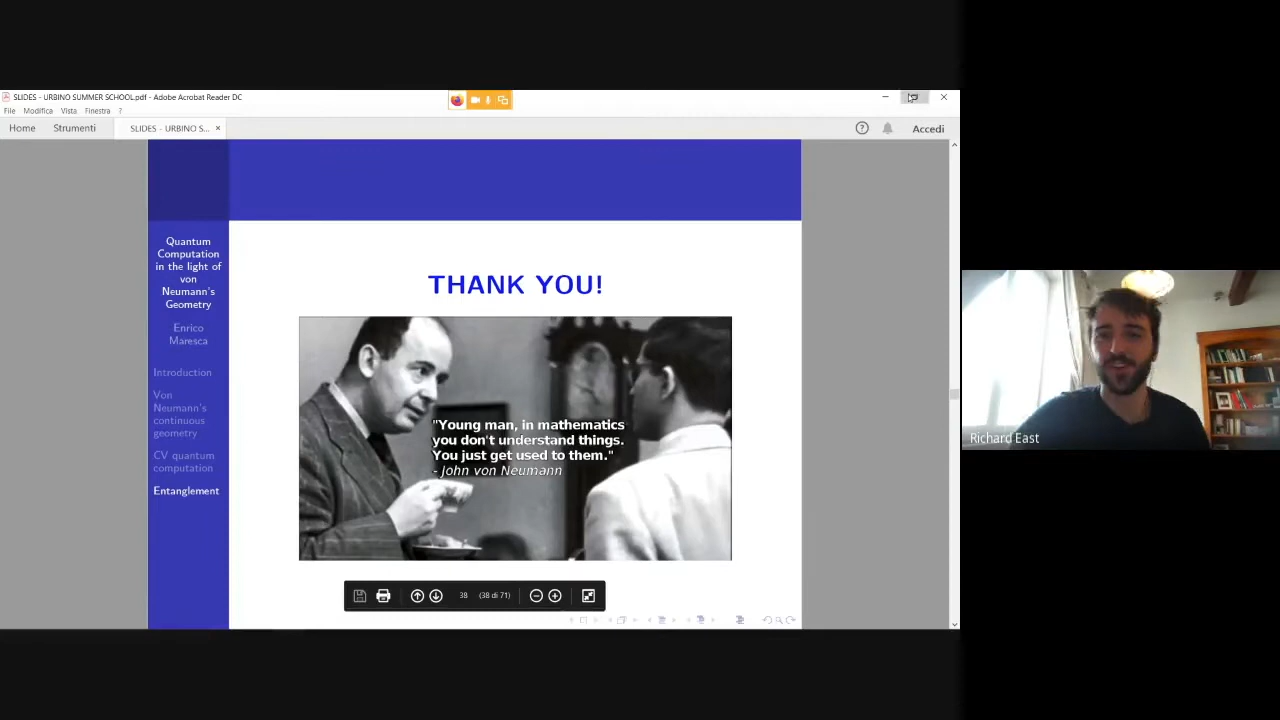 SLIDES - URBINO SUMMER SCHOOL.pdf - Adobe Acrobat Reader DC
File Modifica Vista Finestra ?
Home Strumenti SLIDES - URBINO S... × Accedi
Quantum
Computation
in the light of
von
Neumann's
Geometry
Enrico
Maresca
Introduction
Von
Neumann's
continuous
geometry
CV quantum
computation
Entanglement
THANK YOU!
"Young man, in mathematics
you don't understand things.
You just get used to them."
- John von Neumann
38 (38 di 71)
Richard East